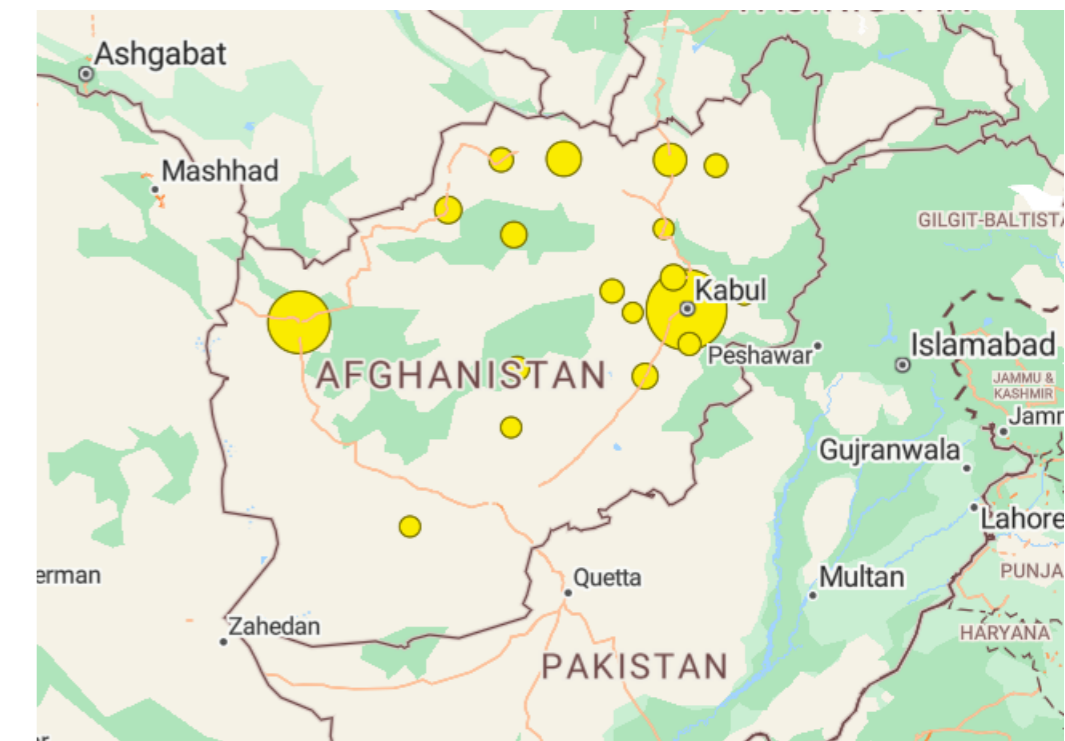 Ashgabat
Mashhad
GILGIT-BALTISTA
Kabul
Peshawar
Islamabad
AFGHANISTAN
JAMMU &
KASHMIR
Jamr
Gujranwala
Lahore
erman
Quetta
Multan
PUNJA
Zahedan
HARYANA
PAKISTAN